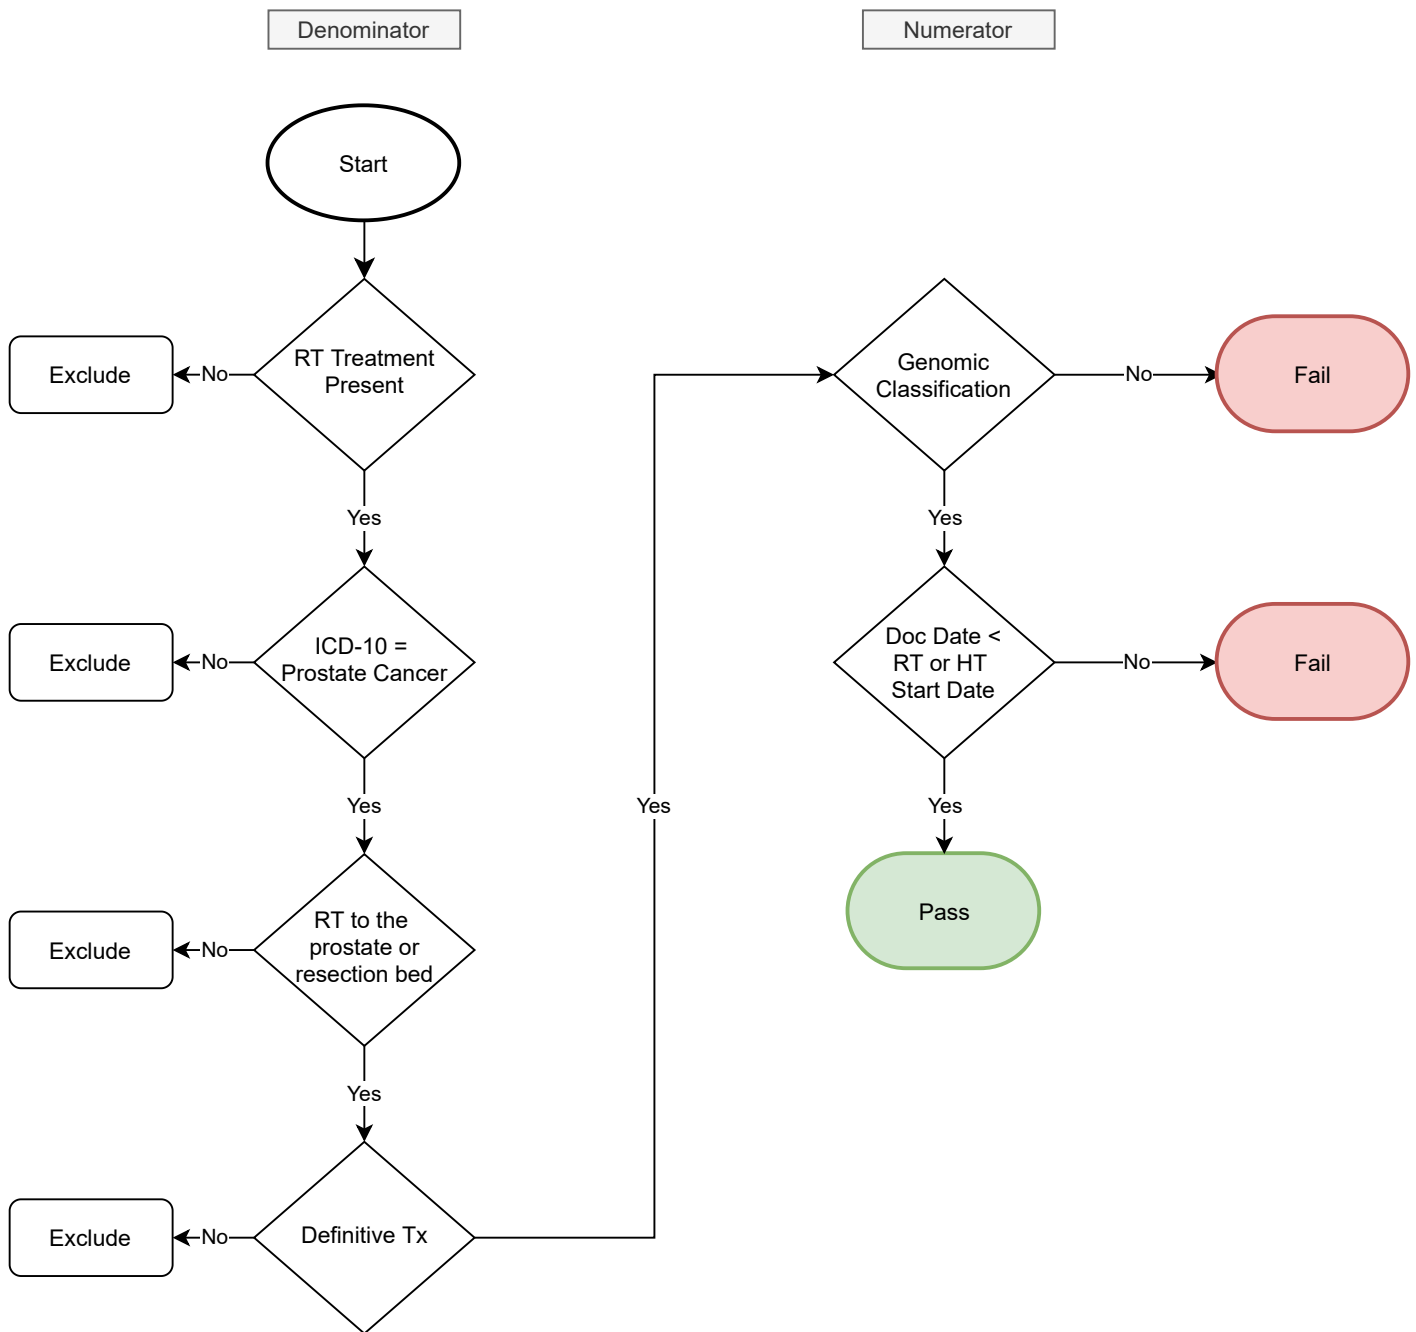 Denominator
Numerator
Start
RT Treatment
Present
No
Exclude
Yes
ICD-10 =
Prostate Cancer
No
Exclude
Yes
RT to the
prostate or
resection bed
No
Exclude
Yes
Definitive Tx
No
Exclude
Yes
Genomic
Classification
No
Fail
Yes
Doc Date <
RT or HT
Start Date
No
Fail
Yes
Pass